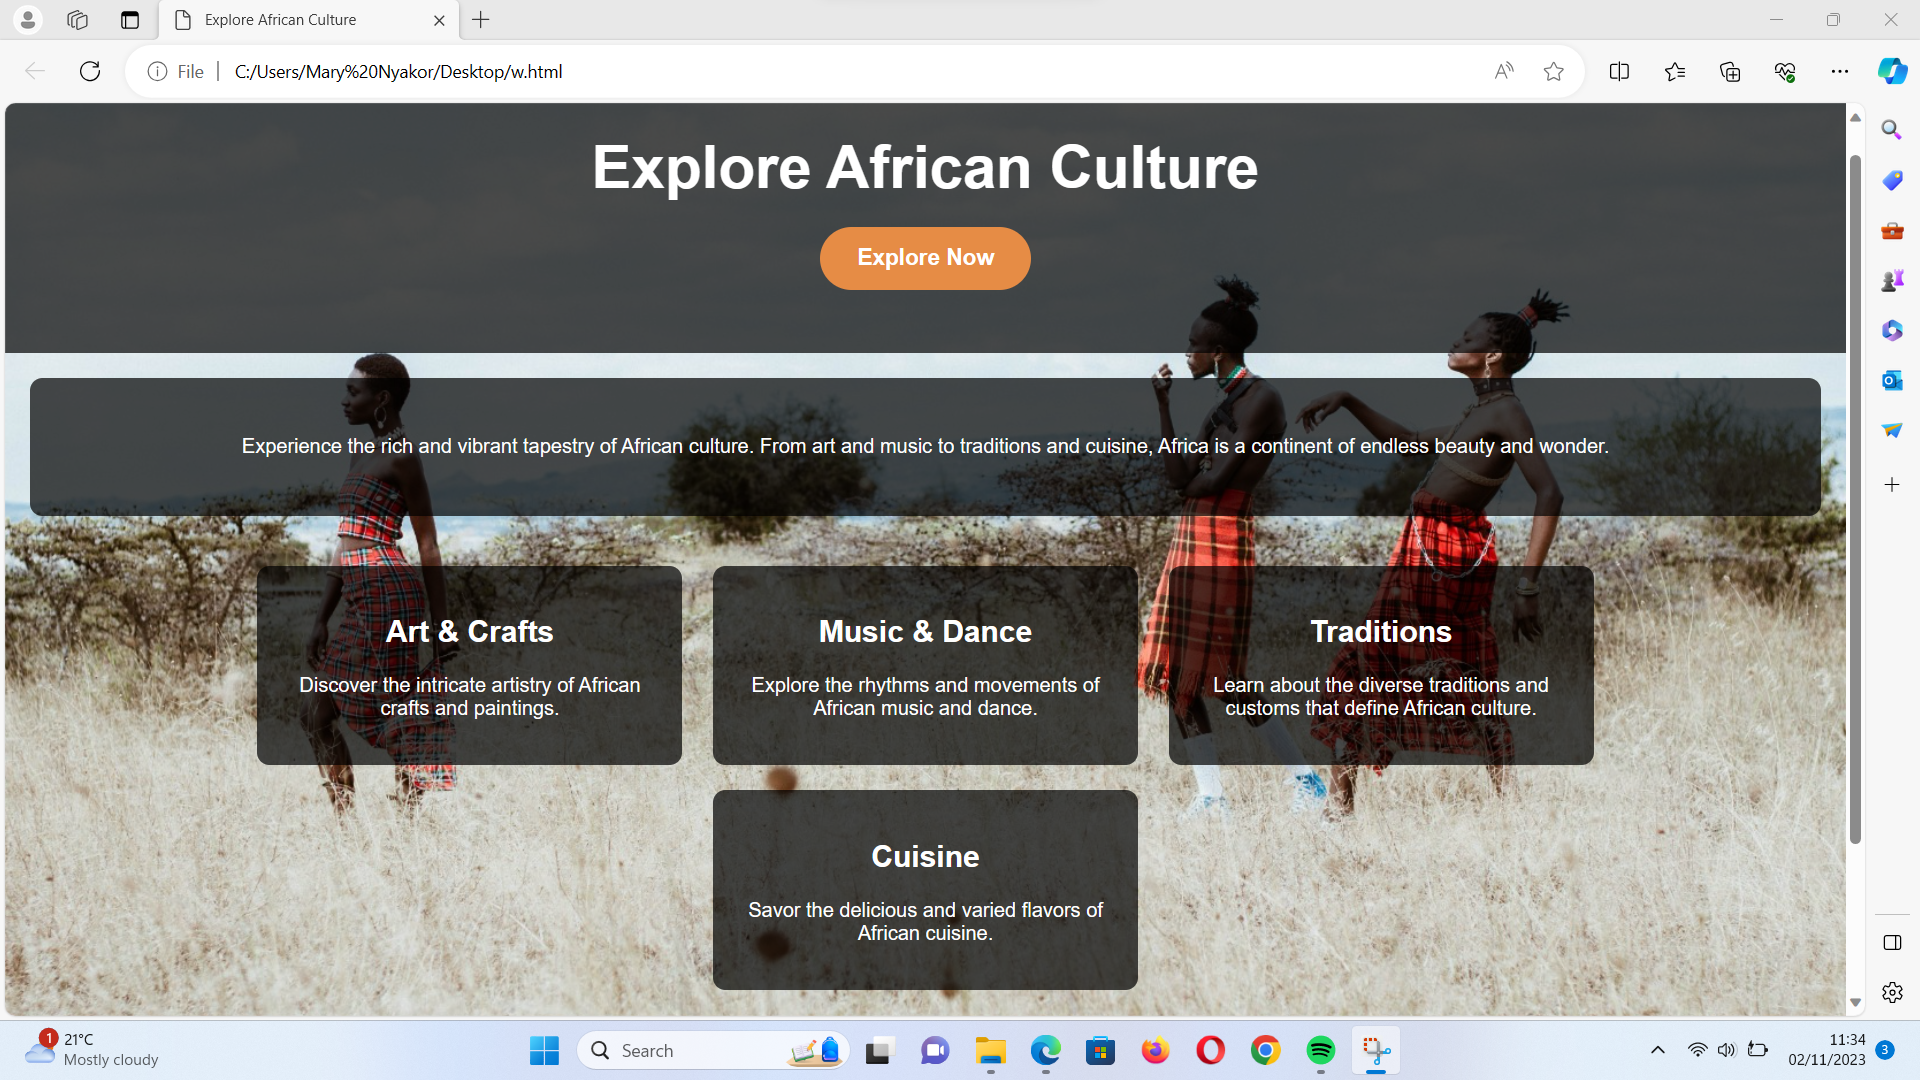 Explore African Culture
File
C:/Users/Mary%20Nyakor/Desktop/w.html
Explore African Culture
Explore Now
Experience the rich and vibrant tapestry of African culture. From art and music to traditions and cuisine, Africa is a continent of endless beauty and wonder.
Art & Crafts
Discover the intricate artistry of African
crafts and paintings.
Music & Dance
Explore the rhythms and movements of
African music and dance.
Traditions
Learn about the diverse traditions and
customs that define African culture.
Cuisine
Savor the delicious and varied flavors of
African cuisine.
1
21°C
Mostly cloudy
Search
11:34
02/11/2023
3